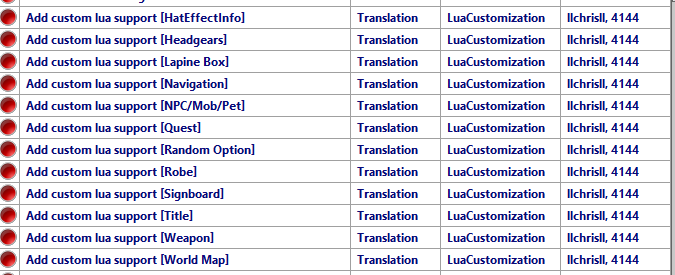 Add custom lua support [HatEffectInfo] Translation LuaCustomization llchrisll, 4144
Add custom lua support [Headgears] Translation LuaCustomization llchrisll, 4144
Add custom lua support [Lapine Box] Translation LuaCustomization llchrisll, 4144
Add custom lua support [Navigation] Translation LuaCustomization llchrisll, 4144
Add custom lua support [NPC/Mob/Pet] Translation LuaCustomization llchrisll, 4144
Add custom lua support [Quest] Translation LuaCustomization llchrisll, 4144
Add custom lua support [Random Option] Translation LuaCustomization llchrisll, 4144
Add custom lua support [Robe] Translation LuaCustomization llchrisll, 4144
Add custom lua support [Signboard] Translation LuaCustomization llchrisll, 4144
Add custom lua support [Title] Translation LuaCustomization llchrisll, 4144
Add custom lua support [Weapon] Translation LuaCustomization llchrisll, 4144
Add custom lua support [World Map] Translation LuaCustomization llchrisll, 4144